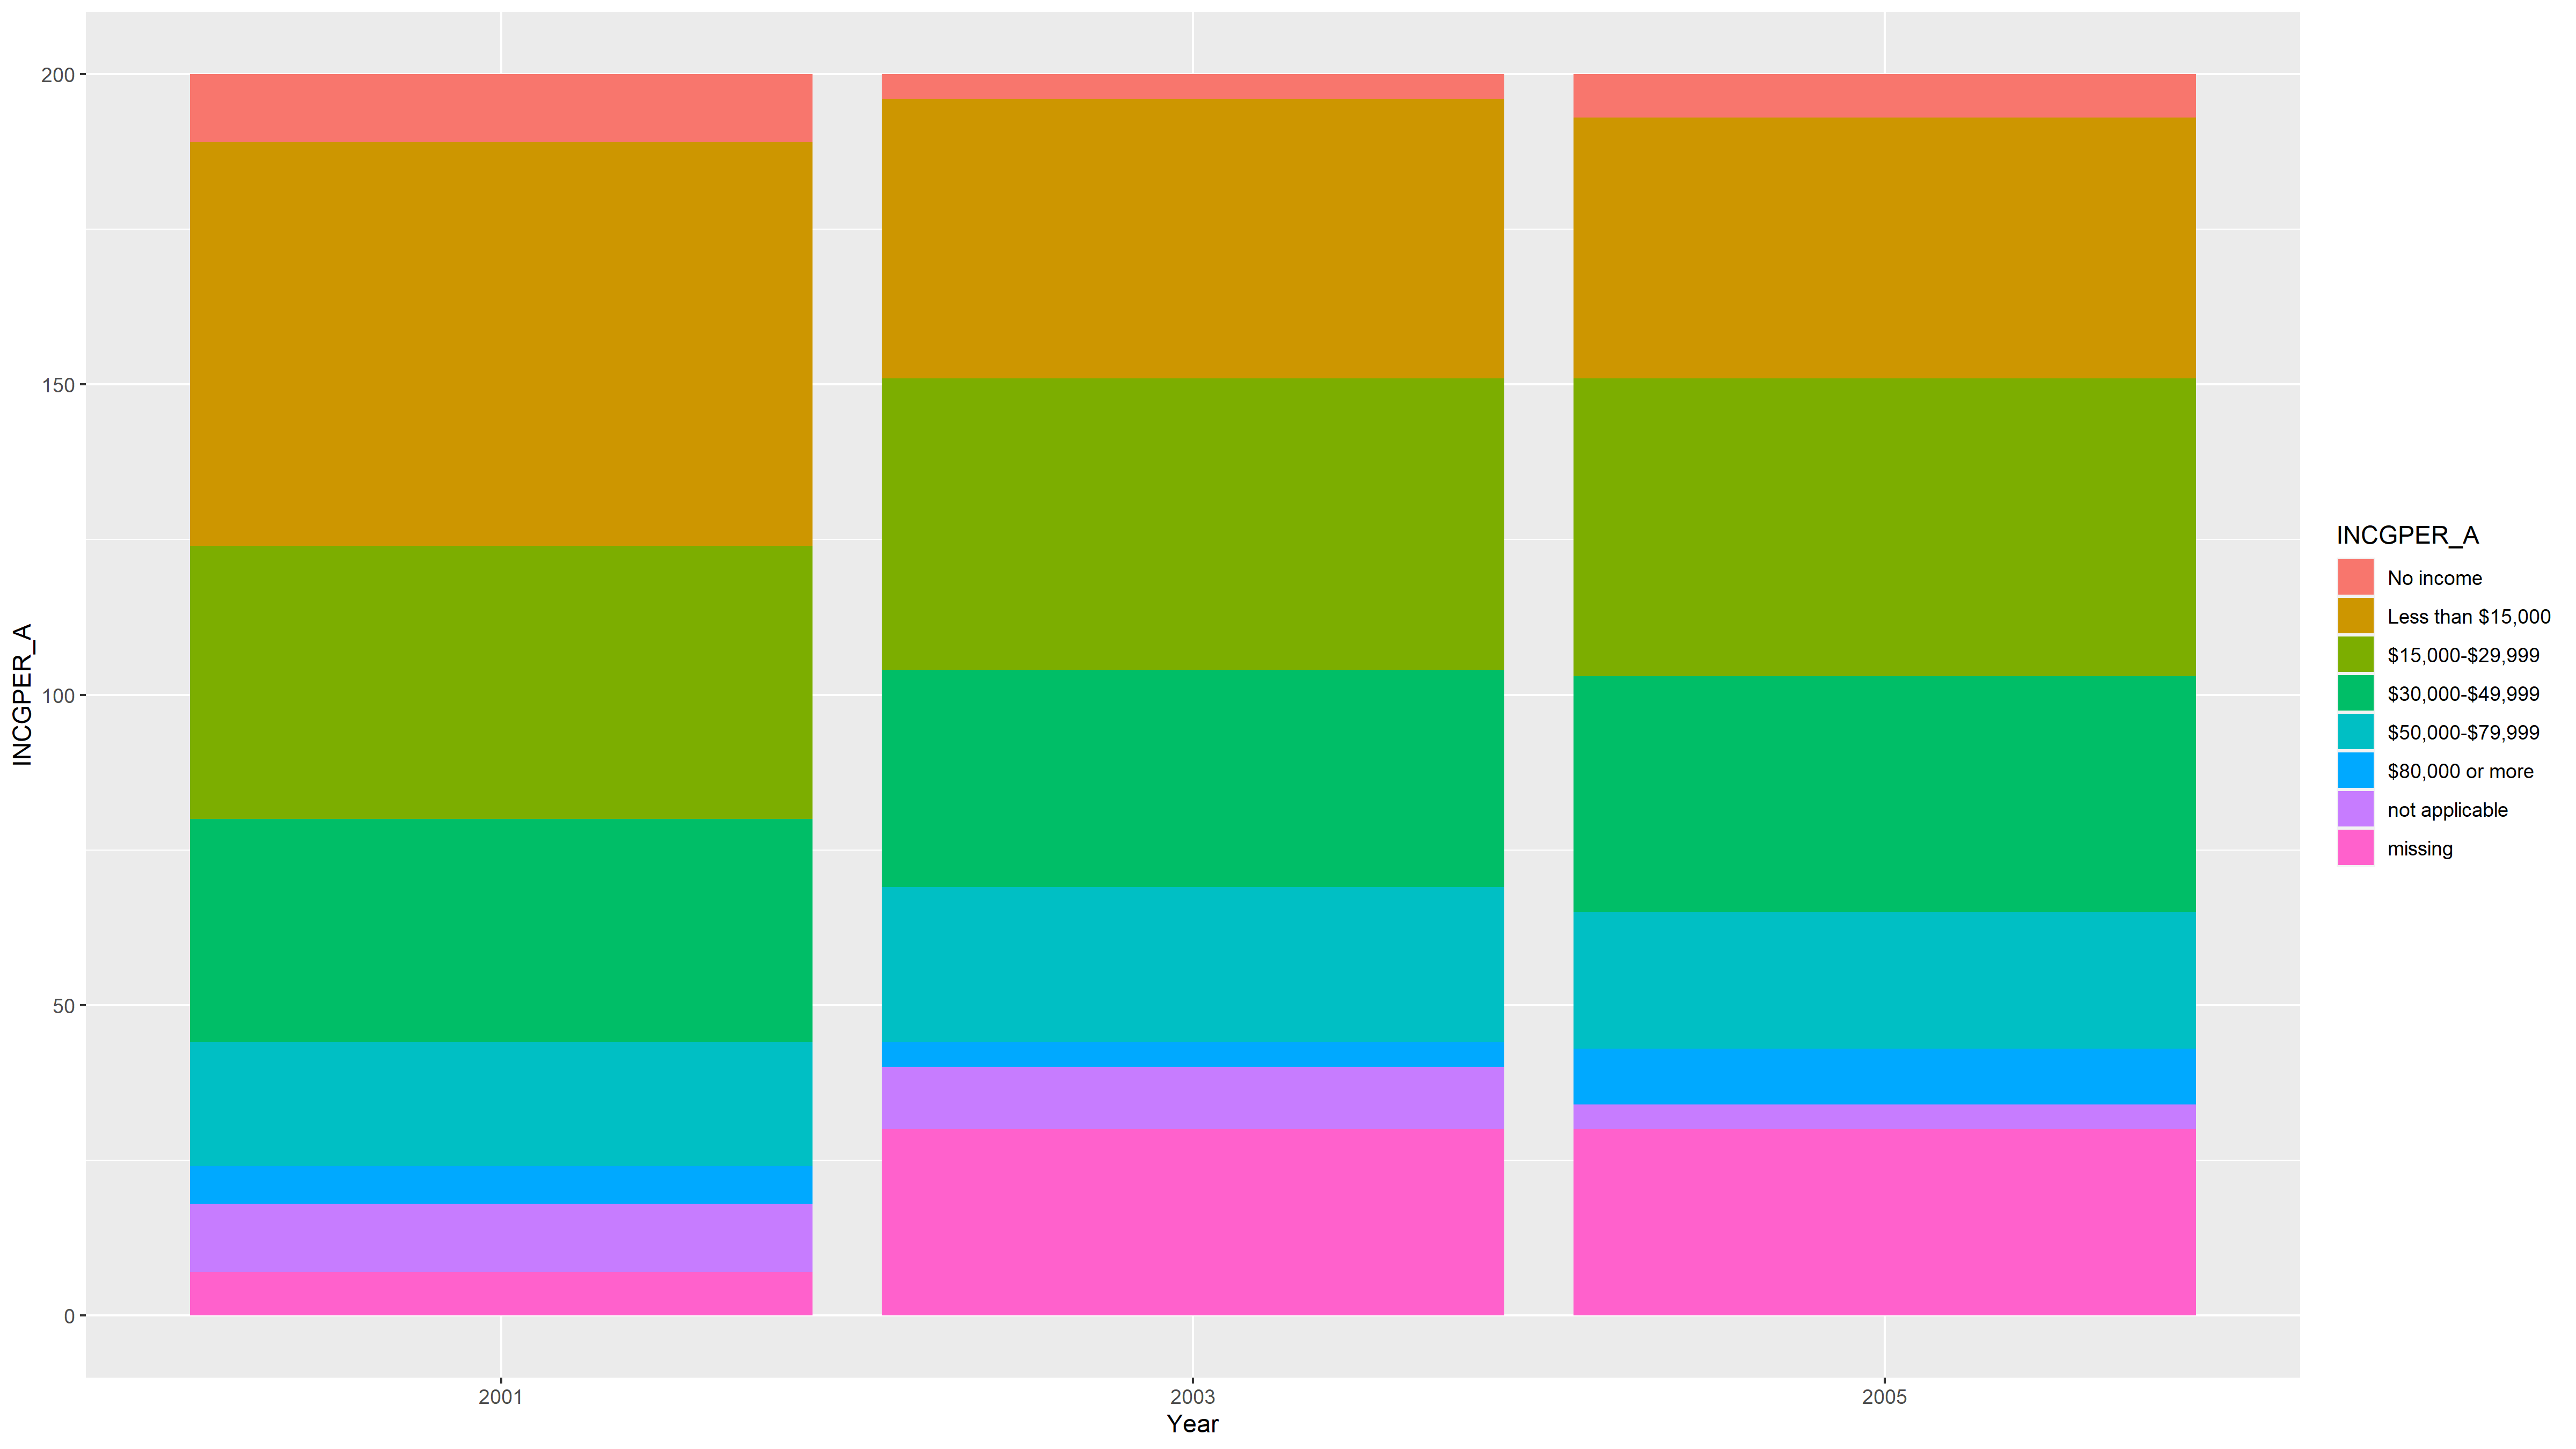 200
150
100
50
0
INCGPER_A
2001
2003
2005
Year
INCGPER_A
No income
Less than $15,000
$15,000-$29,999
$30,000-$49,999
$50,000-$79,999
$80,000 or more
not applicable
missing